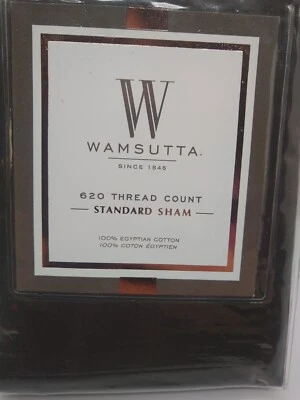 W
WAMSUTTA®
SINCE 1846
620 THREAD COUNT
STANDARD SHAM
100% EGYPTIAN COTTON
100% COTON ÉGYPTIEN